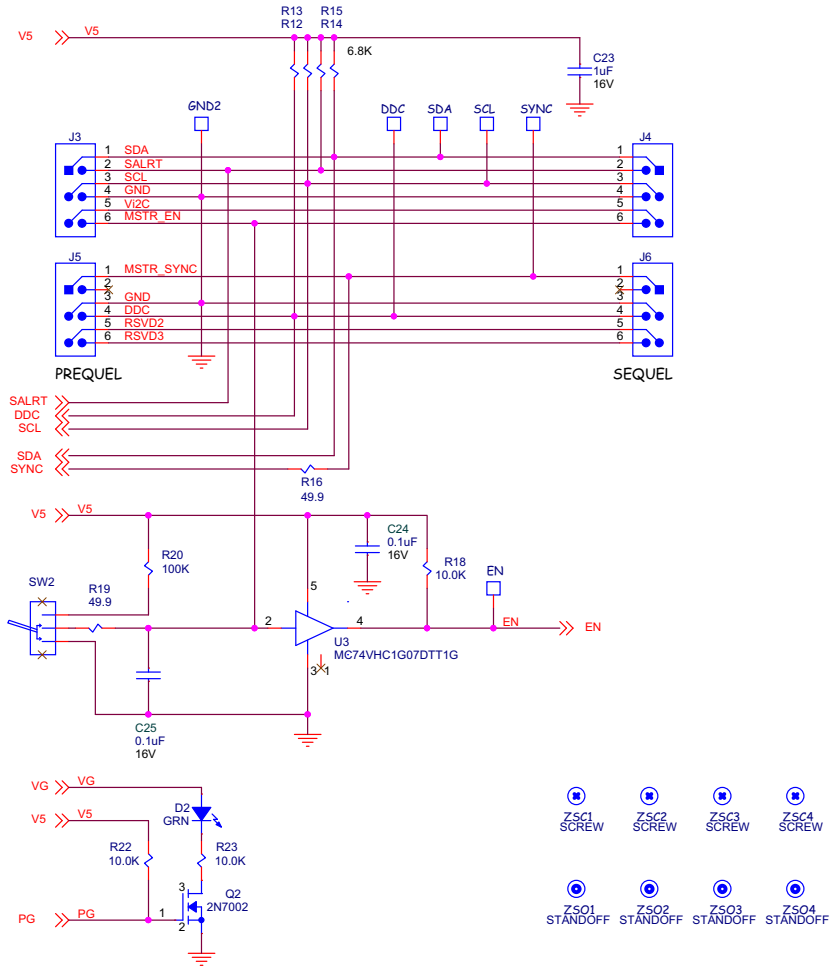 R13 R15
R12 R14
V5 V5
6.8K
C23
1uF
16V
GND2 DDC SDA SCL SYNC
J3 J4
1 SDA 1
2 SALRT 2
3 SCL 3
4 GND 4
5 Vi2C 5
6 MSTR_EN 6
J5 J6
1 MSTR_SYNC 1
2 2
3 GND 3
4 DDC 4
5 RSVD2 5
6 RSVD3 6
PREQUEL SEQUEL
SALRT
DDC
SCL
SDA
SYNC
R16
49.9
V5 V5
C24
0.1uF
16V
R20
100K
R18
10.0K
SW2
R19
49.9
EN
5
2 4
EN EN
U3
MC74VHC1G07DTT1G
3 1
C25
0.1uF
16V
VG VG
D2
GRN
V5 V5
R22
10.0K
R23
10.0K
3
Q2
2N7002
PG PG 1
2
ZSC1 ZSC2 ZSC3 ZSC4
SCREW SCREW SCREW SCREW
ZSO1 ZSO2 ZSO3 ZSO4
STANDOFF STANDOFF STANDOFF STANDOFF